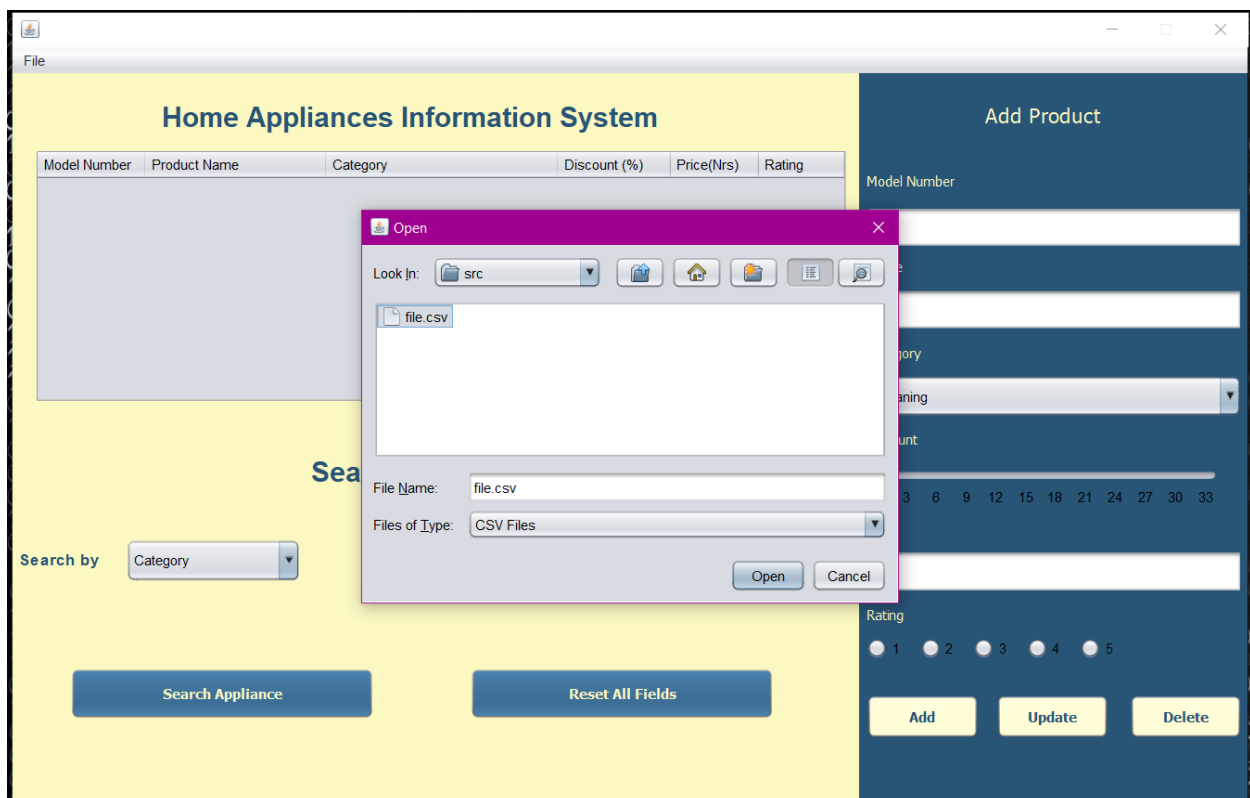 File
Home Appliances Information System
Model Number Product Name Category Discount (%) Price(Nrs) Rating
Open
Look In: src
file.csv
File Name: file.csv
Files of Type: CSV Files
Open Cancel
Sea
Search by Category
Search Appliance Reset All Fields
Add Product
Model Number
e
gory
aning
unt
3 6 9 12 15 18 21 24 27 30 33
Rating
1 2 3 4 5
Add Update Delete